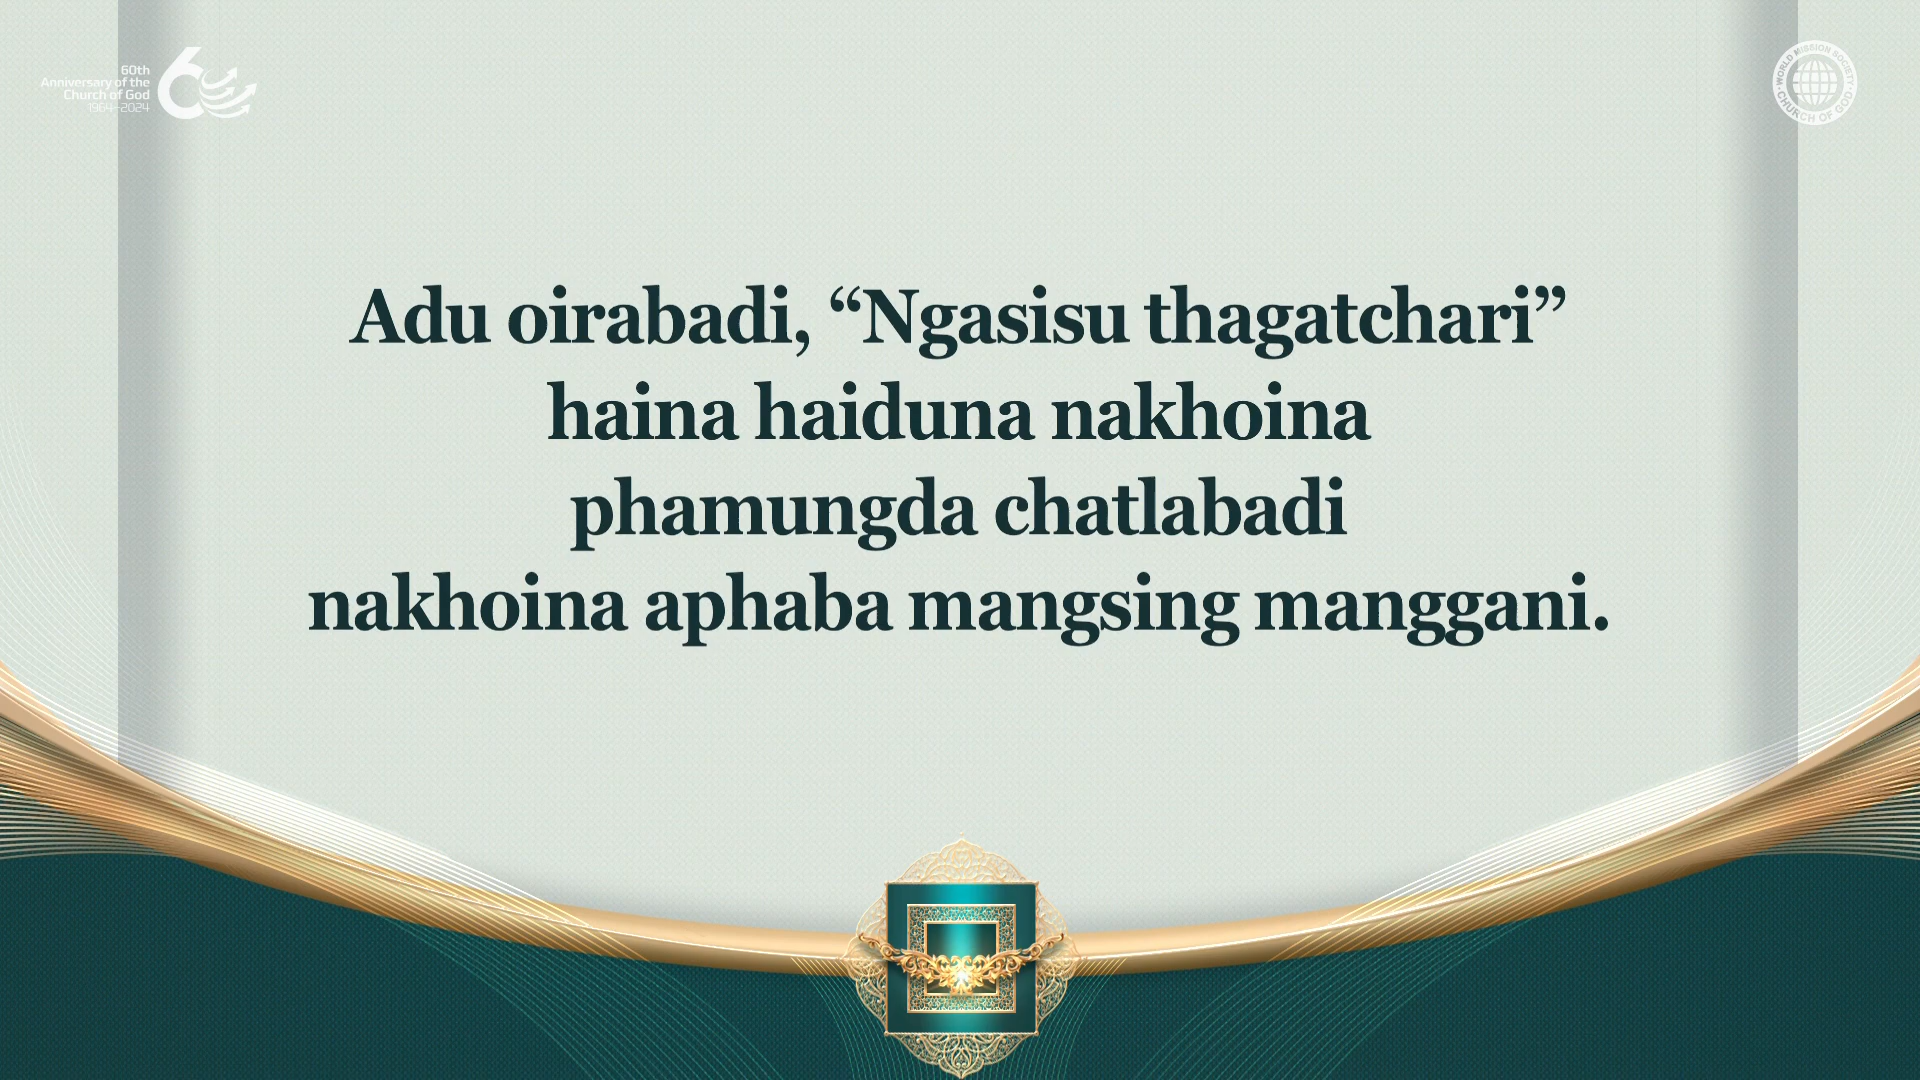 60th
Anniversary of the
Church of God
1964–2024
60
WORLD MISSION SOCIETY
CHURCH OF GOD
Adu oirabadi, “Ngasisu thagatchari”
haina haiduna nakhoina
phamungda chatlabadi
nakhoina aphaba mangsing manggani.